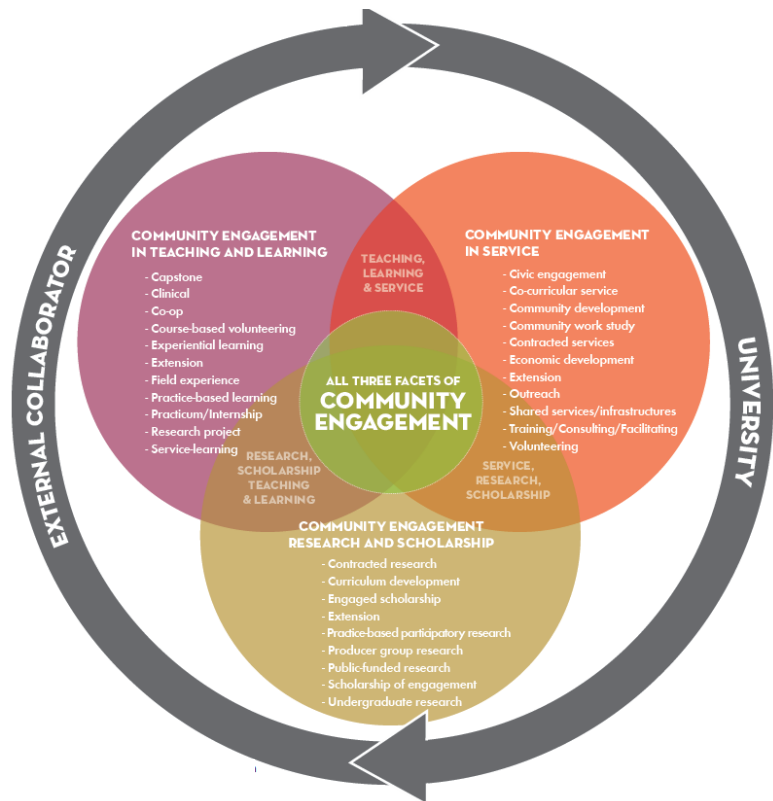 EXTERNAL COLLABORATOR
UNIVERSITY
COMMUNITY ENGAGEMENT
IN TEACHING AND LEARNING
- Capstone
- Clinical
- Co-op
- Course-based volunteering
- Experiential learning
- Extension
- Field experience
- Practice-based learning
- Practicum/Internship
- Research project
- Service-learning
TEACHING,
LEARNING
& SERVICE
COMMUNITY ENGAGEMENT
IN SERVICE
- Civic engagement
- Co-curricular service
- Community development
- Community work study
- Contracted services
- Economic development
- Extension
- Outreach
- Shared services/infrastructures
- Training/Consulting/Facilitating
- Volunteering
ALL THREE FACETS OF
COMMUNITY
ENGAGEMENT
RESEARCH,
SCHOLARSHIP
TEACHING
& LEARNING
SERVICE,
RESEARCH,
SCHOLARSHIP
COMMUNITY ENGAGEMENT
RESEARCH AND SCHOLARSHIP
- Contracted research
- Curriculum development
- Engaged scholarship
- Extension
- Practice-based participatory research
- Producer group research
- Public-funded research
- Scholarship of engagement
- Undergraduate research